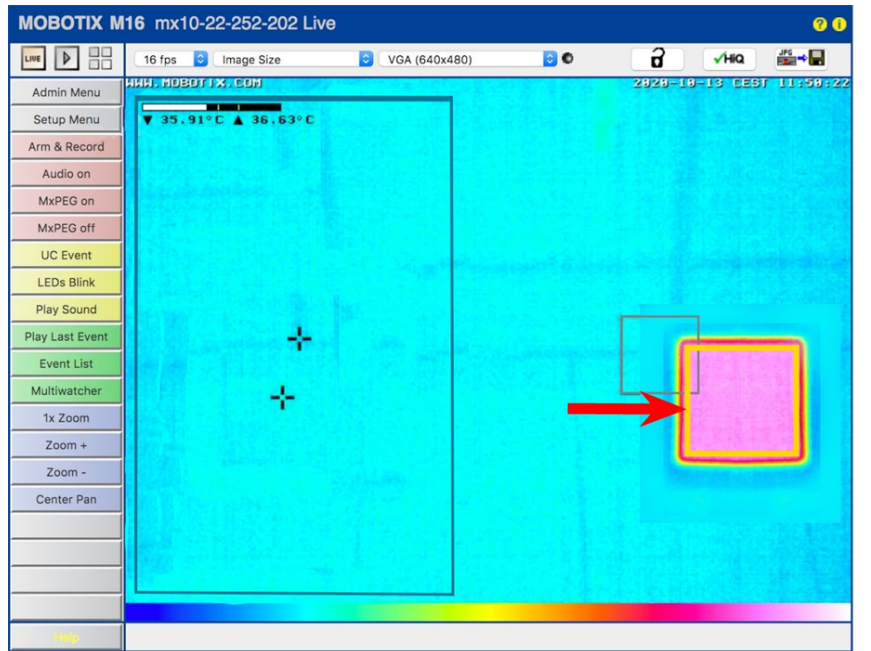 MOBOTIX M16 mx10-22-252-202 Live
? i
LIVE
16 fps
Image Size
VGA (640x480)
HiQ
JPG
Admin Menu
Setup Menu
Arm & Record
Audio on
MxPEG on
MxPEG off
UC Event
LEDs Blink
Play Sound
Play Last Event
Event List
Multiwatcher
1x Zoom
Zoom +
Zoom -
Center Pan
Help
WWW.MOBOTIX.COM
2020-10-13 CEST 11:50:22
▼ 35.91°C ▲ 36.63°C